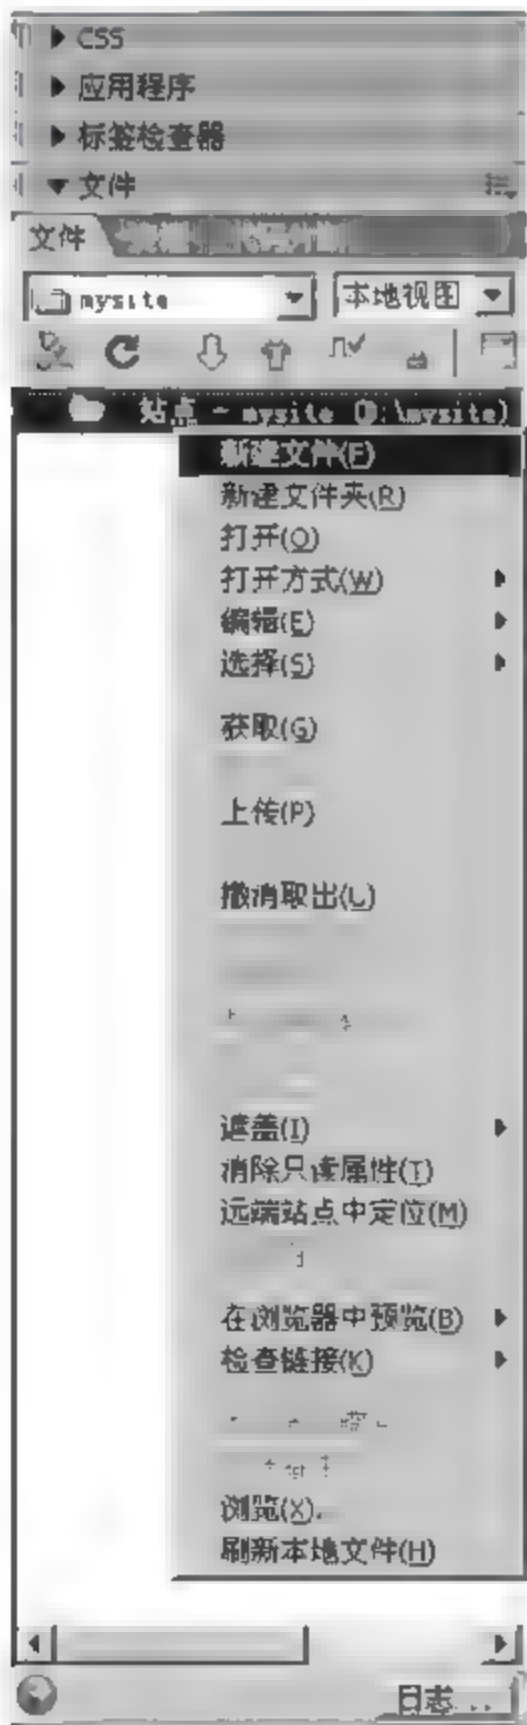 CSS
应用程序
标签检查器
文件
文件
mysite 本地视图
站点 - mysite (D:\mysite)
新建文件(F)
新建文件夹(R)
打开(O)
打开方式(W)
编辑(E)
选择(S)
获取(G)
上传(P)
撤消取出(U)
遮盖(I)
消除只读属性(T)
远端站点中定位(M)
在浏览器中预览(B)
检查链接(K)
浏览(X).
刷新本地文件(H)
日志...